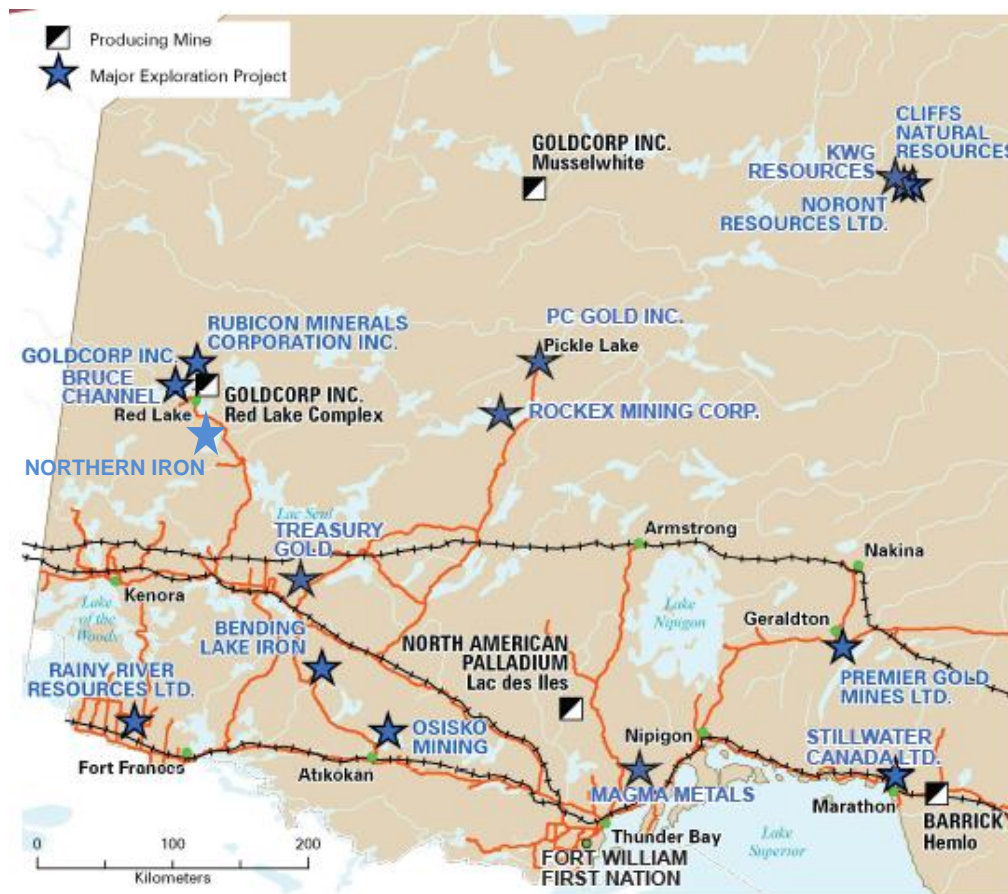 Producing Mine
Major Exploration Project
CLIFFS
NATURAL
RESOURCES
KWG
RESOURCES
NORONT
RESOURCES LTD.
GOLDCORP INC.
Musselwhite
PC GOLD INC.
Pickle Lake
RUBICON MINERALS
CORPORATION INC.
GOLDCORP INC.
BRUCE
CHANNEL
GOLDCORP INC.
Red Lake Complex
Red Lake
ROCKEX MINING CORP.
NORTHERN IRON
Lac Seul
TREASURY
GOLD
Armstrong
Nakina
Kenora
Lake
of the
Woods
Lake
Nipigon
Geraldton
BENDING
LAKE IRON
NORTH AMERICAN
PALLADIUM
Lac des Iles
RAINY RIVER
RESOURCES LTD.
PREMIER GOLD
MINES LTD.
OSISKO
MINING
Nipigon
STILLWATER
CANADA LTD.
Fort Frances
Atikokan
MAGMA METALS
Marathon
BARRICK
Hemlo
Thunder Bay
Lake
Superior
FORT WILLIAM
FIRST NATION
0 100 200
Kilometers